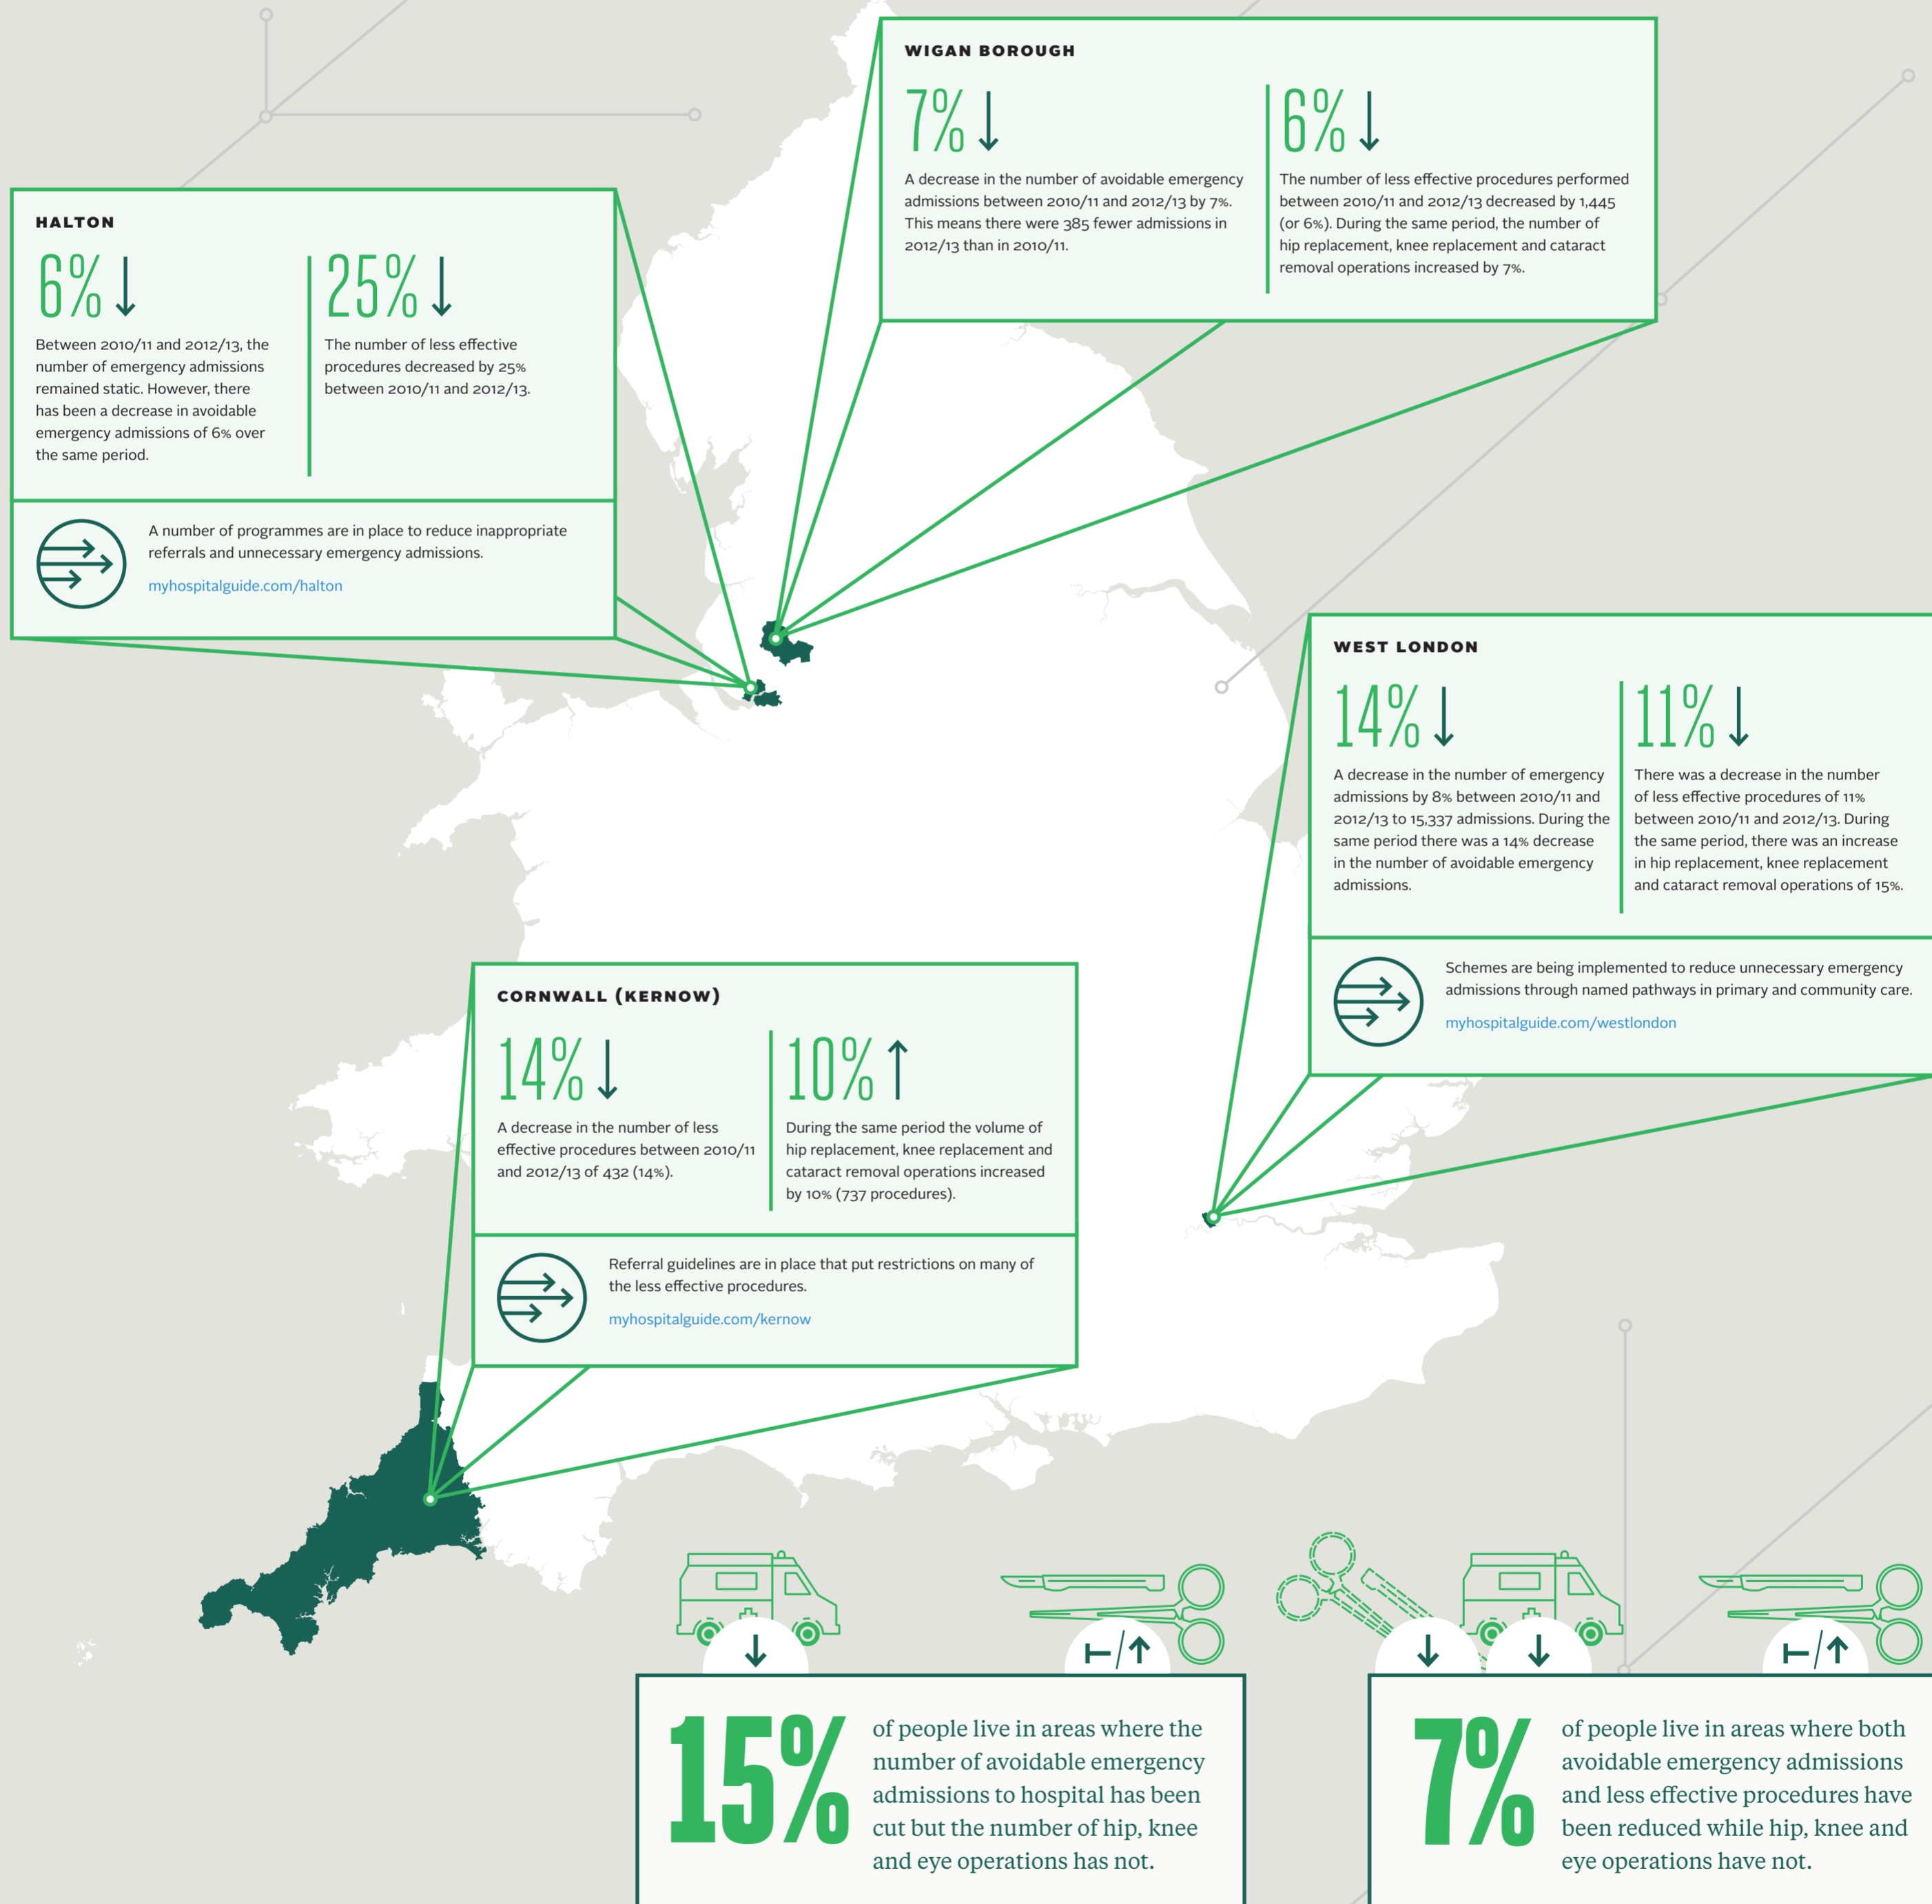 WIGAN BOROUGH
7%
A decrease in the number of avoidable emergency
admissions between 2010/11 and 2012/13 by 7%.
This means there were 385 fewer admissions in
2012/13 than in 2010/11.
6%
The number of less effective procedures performed
between 2010/11 and 2012/13 decreased by 1,445
(or 6%). During the same period, the number of
hip replacement, knee replacement and cataract
removal operations increased by 7%.
HALTON
6%
Between 2010/11 and 2012/13, the
number of emergency admissions
remained static. However, there
has been a decrease in avoidable
emergency admissions of 6% over
the same period.
25%
The number of less effective
procedures decreased by 25%
between 2010/11 and 2012/13.
A number of programmes are in place to reduce inappropriate
referrals and unnecessary emergency admissions.
myhospitalguide.com/halton
WEST LONDON
14%
A decrease in the number of emergency
admissions by 8% between 2010/11 and
2012/13 to 15,337 admissions. During the
same period there was a 14% decrease
in the number of avoidable emergency
admissions.
11%
There was a decrease in the number
of less effective procedures of 11%
between 2010/11 and 2012/13. During
the same period, there was an increase
in hip replacement, knee replacement
and cataract removal operations of 15%.
Schemes are being implemented to reduce unnecessary emergency
admissions through named pathways in primary and community care.
myhospitalguide.com/westlondon
CORNWALL (KERNOW)
14%
A decrease in the number of less
effective procedures between 2010/11
and 2012/13 of 432 (14%).
10%
During the same period the volume of
hip replacement, knee replacement and
cataract removal operations increased
by 10% (737 procedures).
Referral guidelines are in place that put restrictions on many of
the less effective procedures.
myhospitalguide.com/kernow
15%
of people live in areas where the
number of avoidable emergency
admissions to hospital has been
cut but the number of hip, knee
and eye operations has not.
7%
of people live in areas where both
avoidable emergency admissions
and less effective procedures have
been reduced while hip, knee and
eye operations have not.